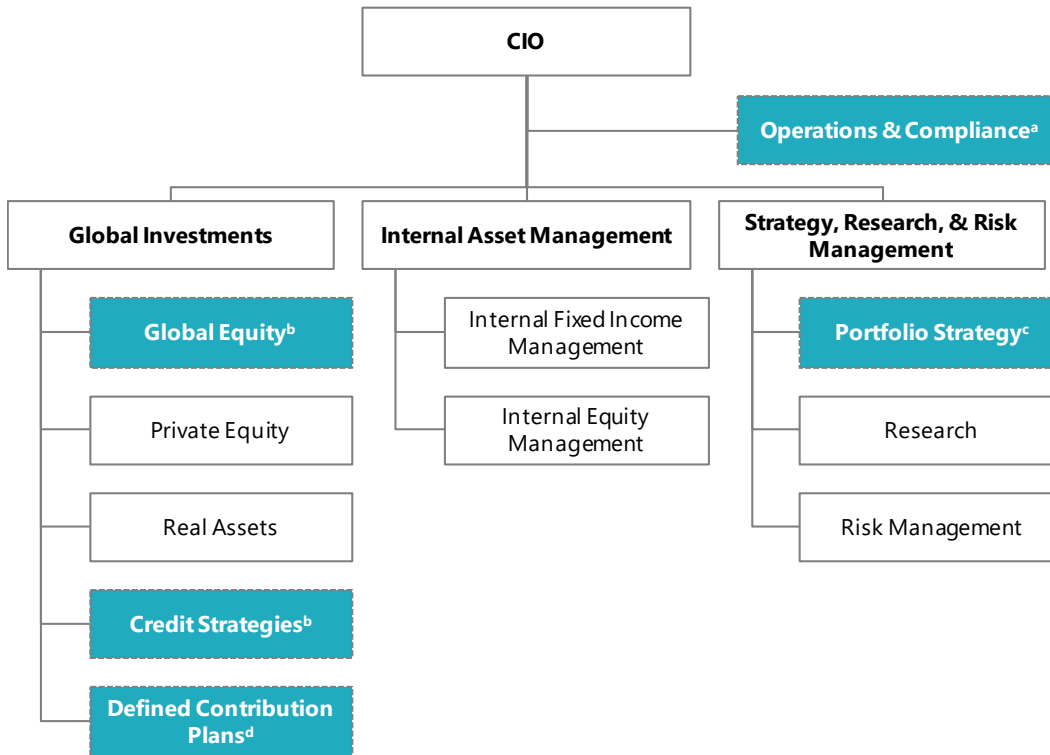 CIO
Operations & Complianceᵃ
Global Investments
Internal Asset Management
Strategy, Research, & Risk
Management
Global Equityᵇ
Private Equity
Real Assets
Credit Strategiesᵇ
Defined Contribution
Plansᵈ
Internal Fixed Income
Management
Internal Equity
Management
Portfolio Strategyᶜ
Research
Risk Management